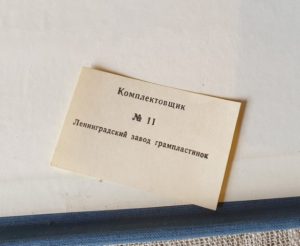 Комплектовщик
№ 11
Ленинградский завод грампластинок